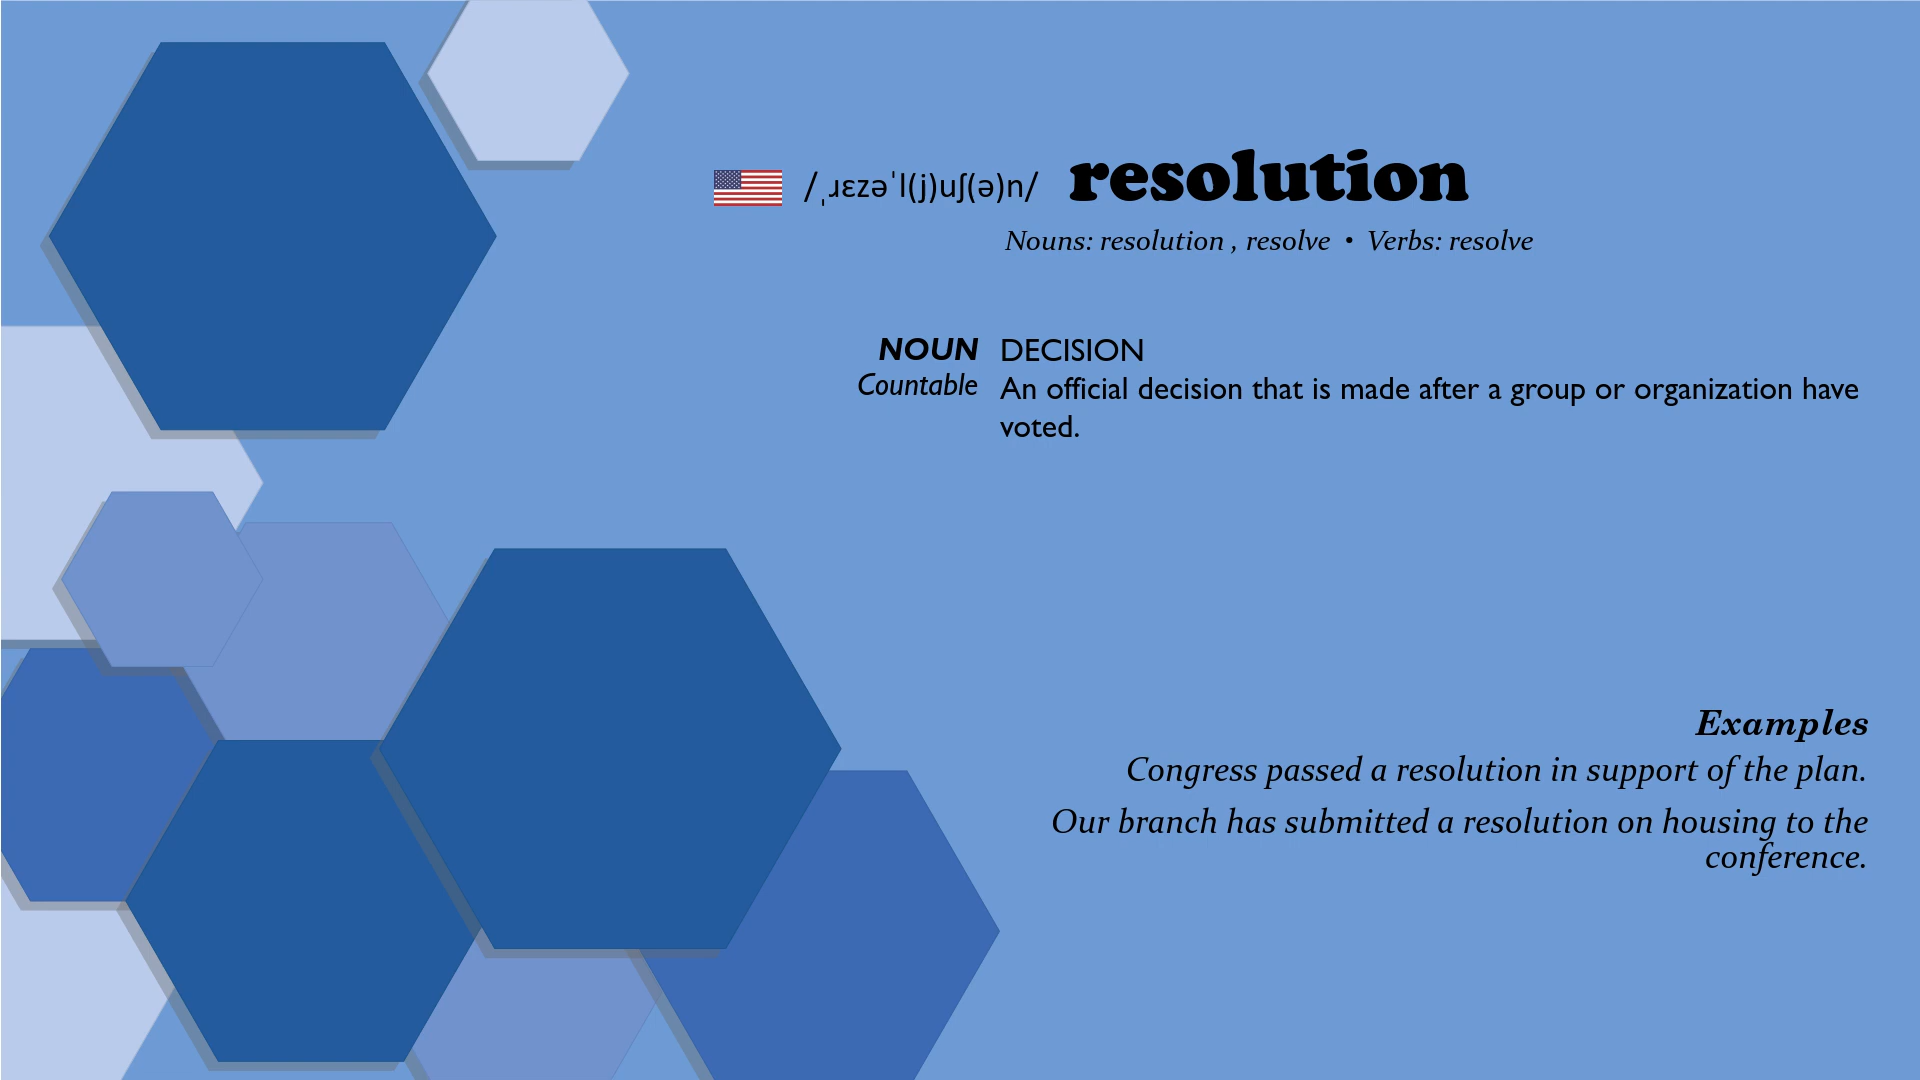 /ˌɹɛzəˈl(j)uʃ(ə)n/ resolution
Nouns: resolution , resolve • Verbs: resolve
NOUN DECISION
Countable An official decision that is made after a group or organization have
voted.
Examples
Congress passed a resolution in support of the plan.
Our branch has submitted a resolution on housing to the
conference.